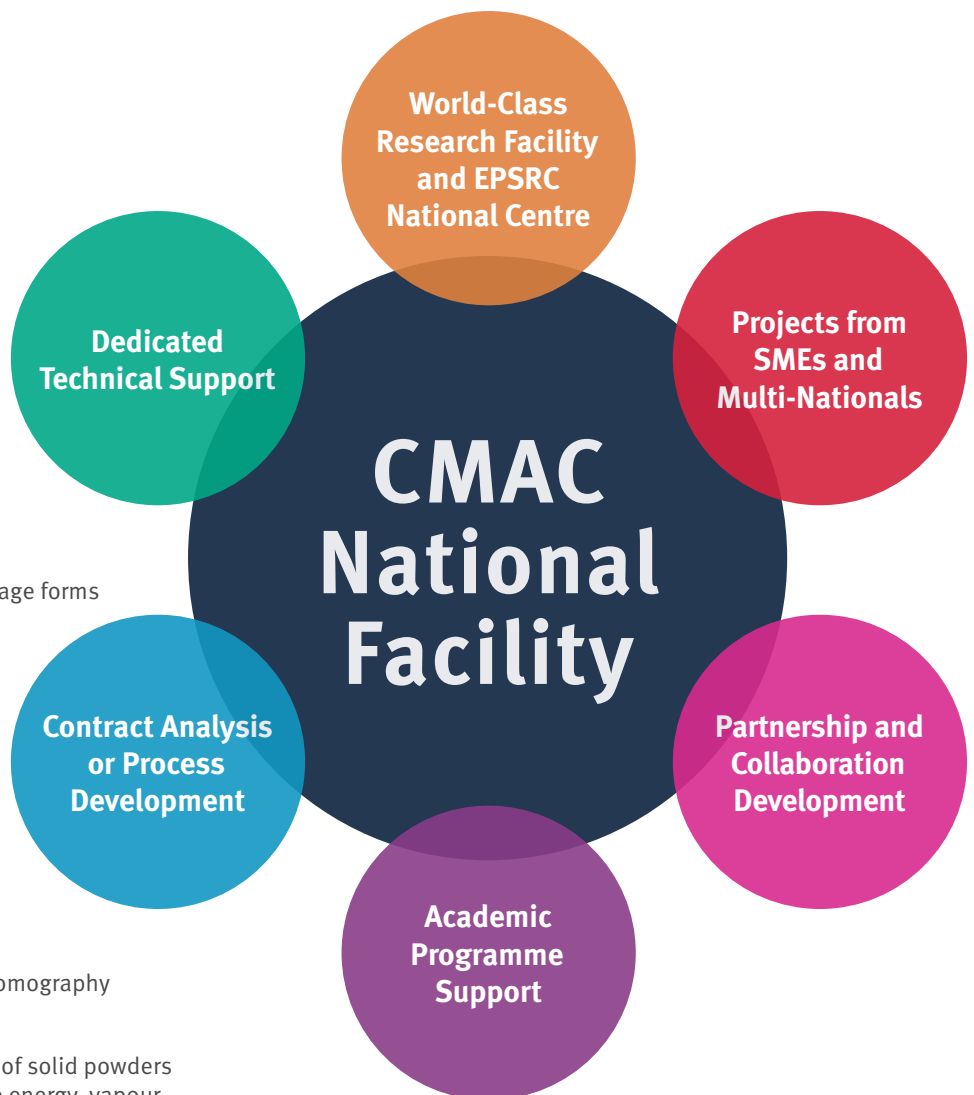 World-Class
Research Facility
and EPSRC
National Centre
Dedicated
Technical Support
Projects from
SMEs and
Multi-Nationals
CMAC
National
Facility
age forms
Contract Analysis
or Process
Development
Partnership and
Collaboration
Development
Academic
Programme
Support
omography
of solid powders
energy, vapour